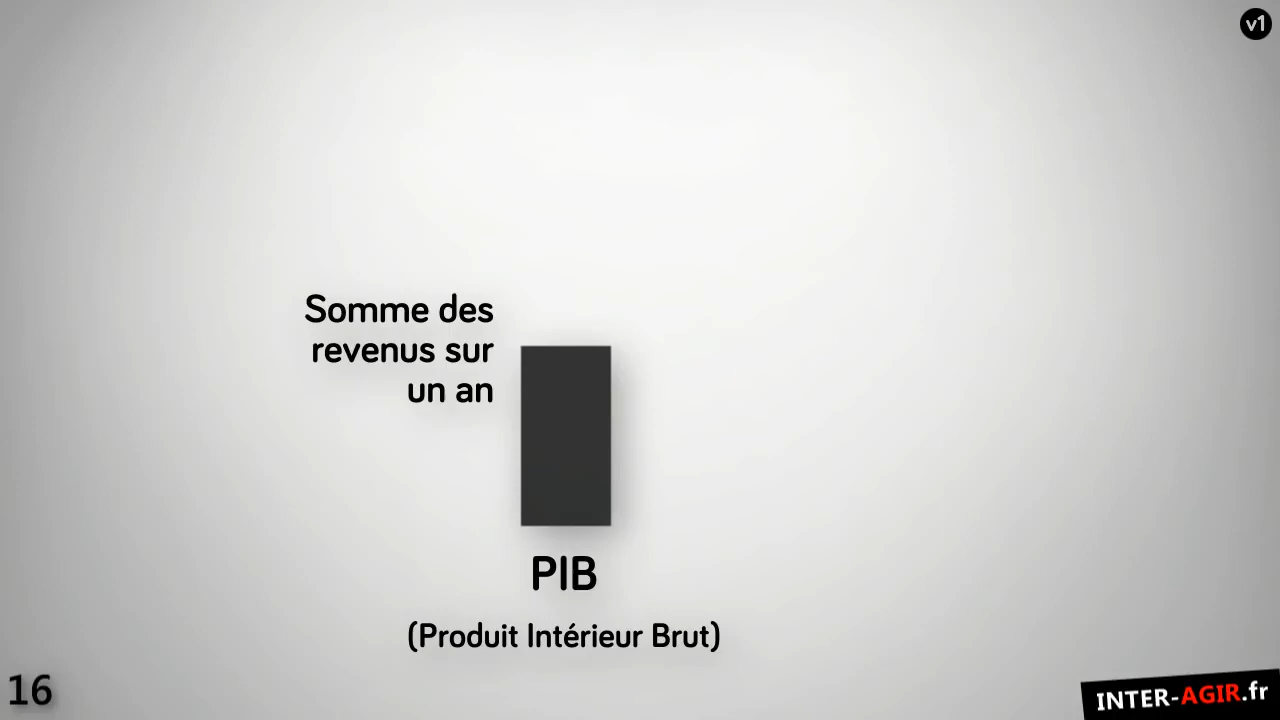 v1
Somme des
revenus sur
un an
PIB
(Produit Intérieur Brut)
16
INTER-AGIR.fr